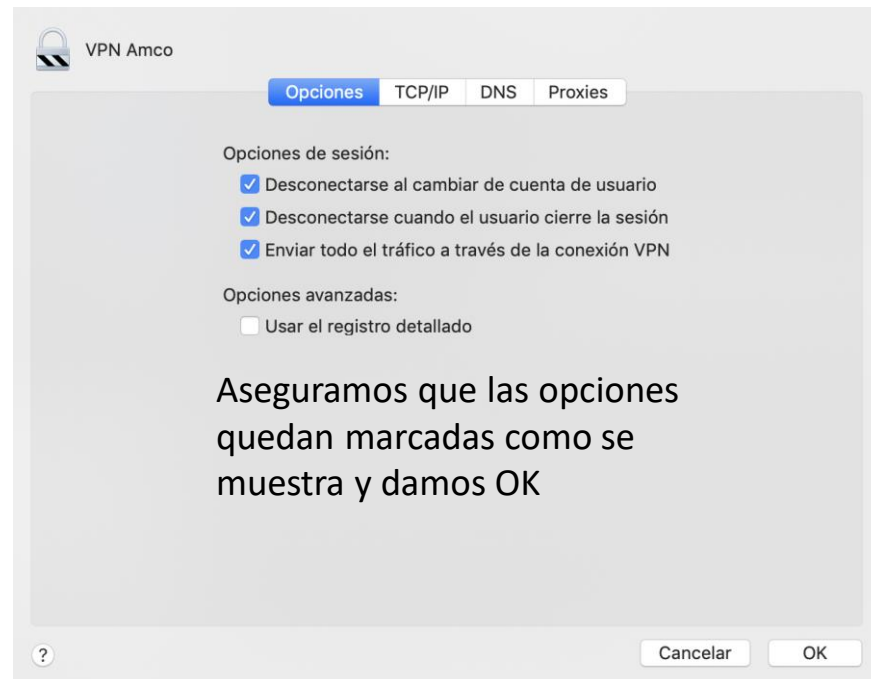 VPN Amco
Opciones TCP/IP DNS Proxies
Opciones de sesión:
Desconectarse al cambiar de cuenta de usuario
Desconectarse cuando el usuario cierre la sesión
Enviar todo el tráfico a través de la conexión VPN
Opciones avanzadas:
Usar el registro detallado
Aseguramos que las opciones
quedan marcadas como se
muestra y damos OK
? Cancelar OK